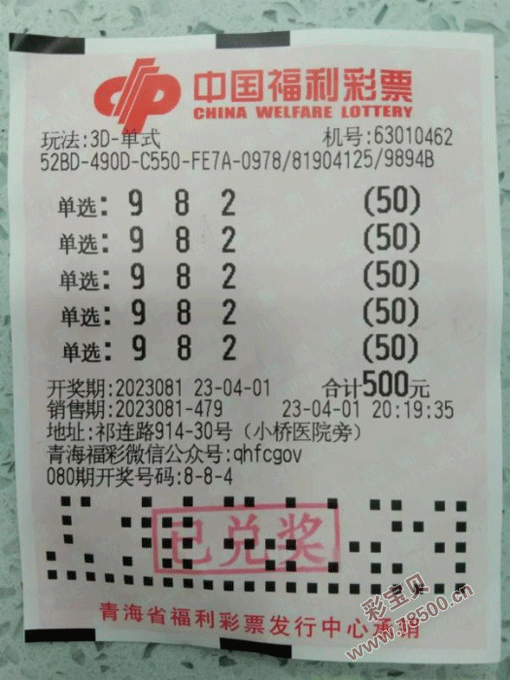 中国福利彩票
CHINA WELFARE LOTTERY
玩法:3D-单式 机号:63010462
52BD-490D-C550-FE7A-0978/81904125/9894B
单选: 9 8 2 (50)
单选: 9 8 2 (50)
单选: 9 8 2 (50)
单选: 9 8 2 (50)
单选: 9 8 2 (50)
开奖期:2023081 23-04-01 合计500元
销售期:2023081-479 23-04-01 20:19:35
地址:祁连路914-30号（小桥医院旁）
青海福彩微信公众号:qhfcgov
080期开奖号码:8-8-4
已兑奖
彩宝贝
www.78500.cn
青海省福利彩票发行中心承销